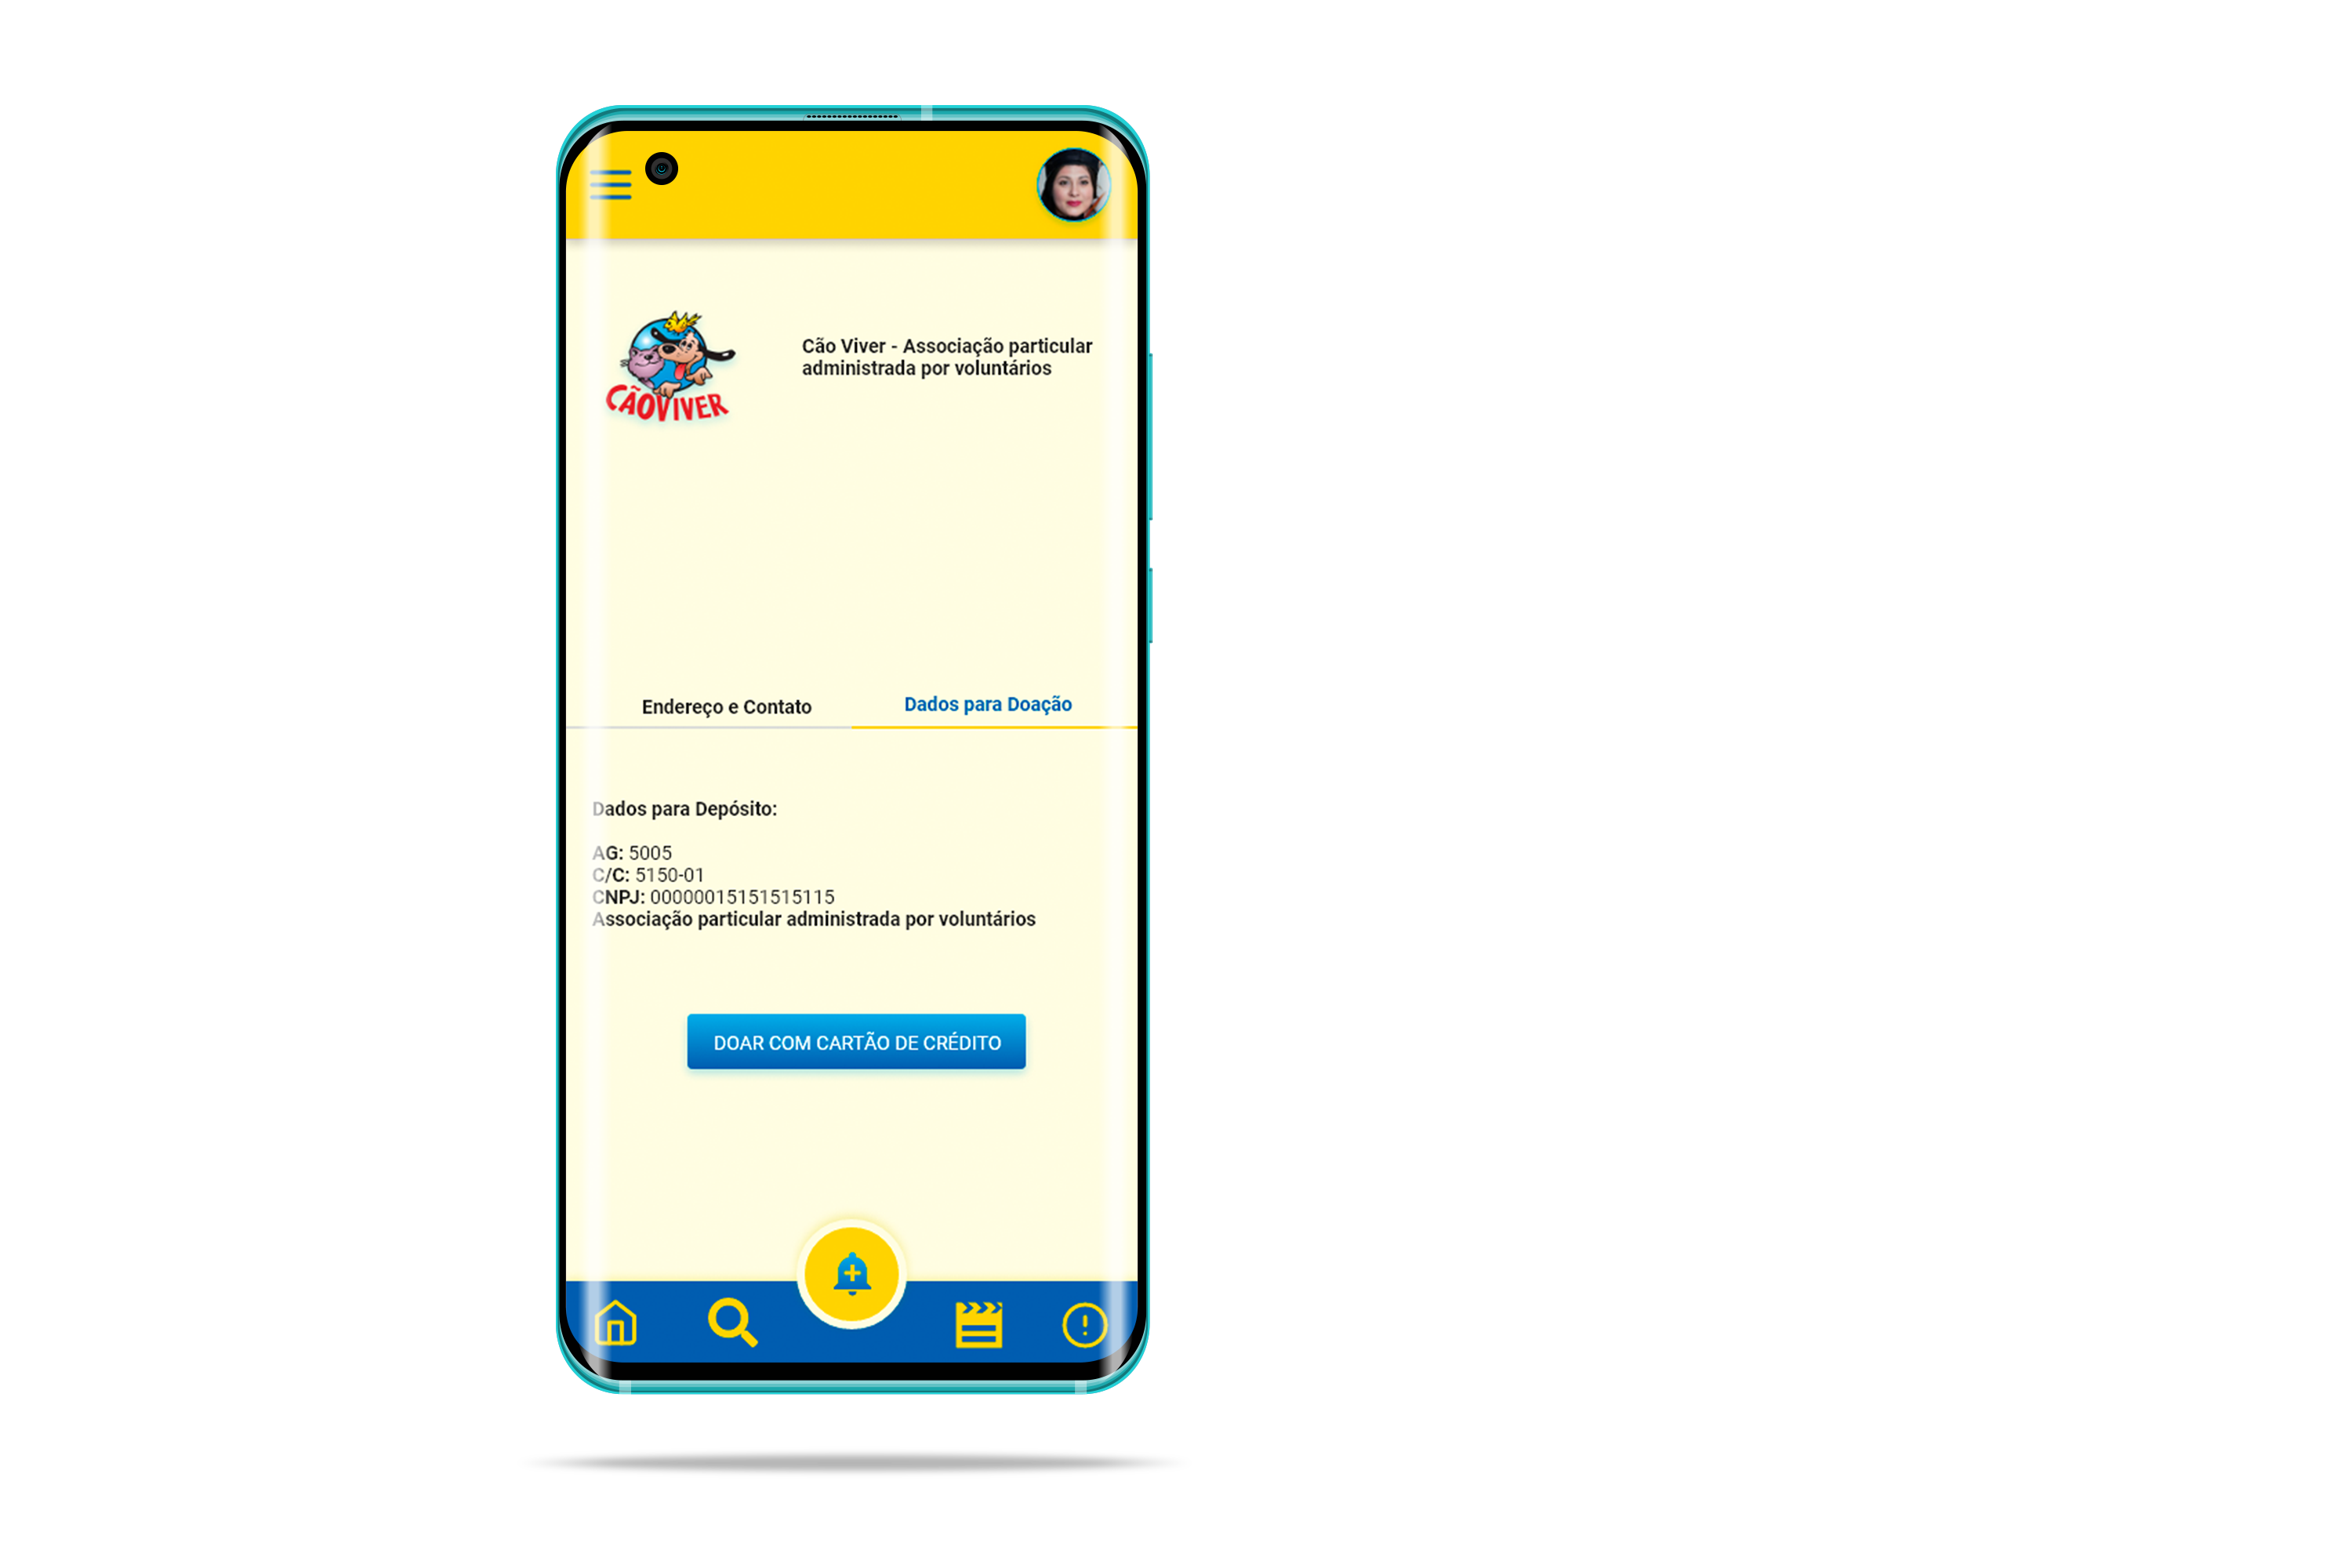 CÃOVIVER
Cão Viver - Associação particular
administrada por voluntários
Endereço e Contato
Dados para Doação
Dados para Depósito:
AG: 5005
C/C: 5150-01
CNPJ: 00000015151515115
Associação particular administrada por voluntários
DOAR COM CARTÃO DE CRÉDITO